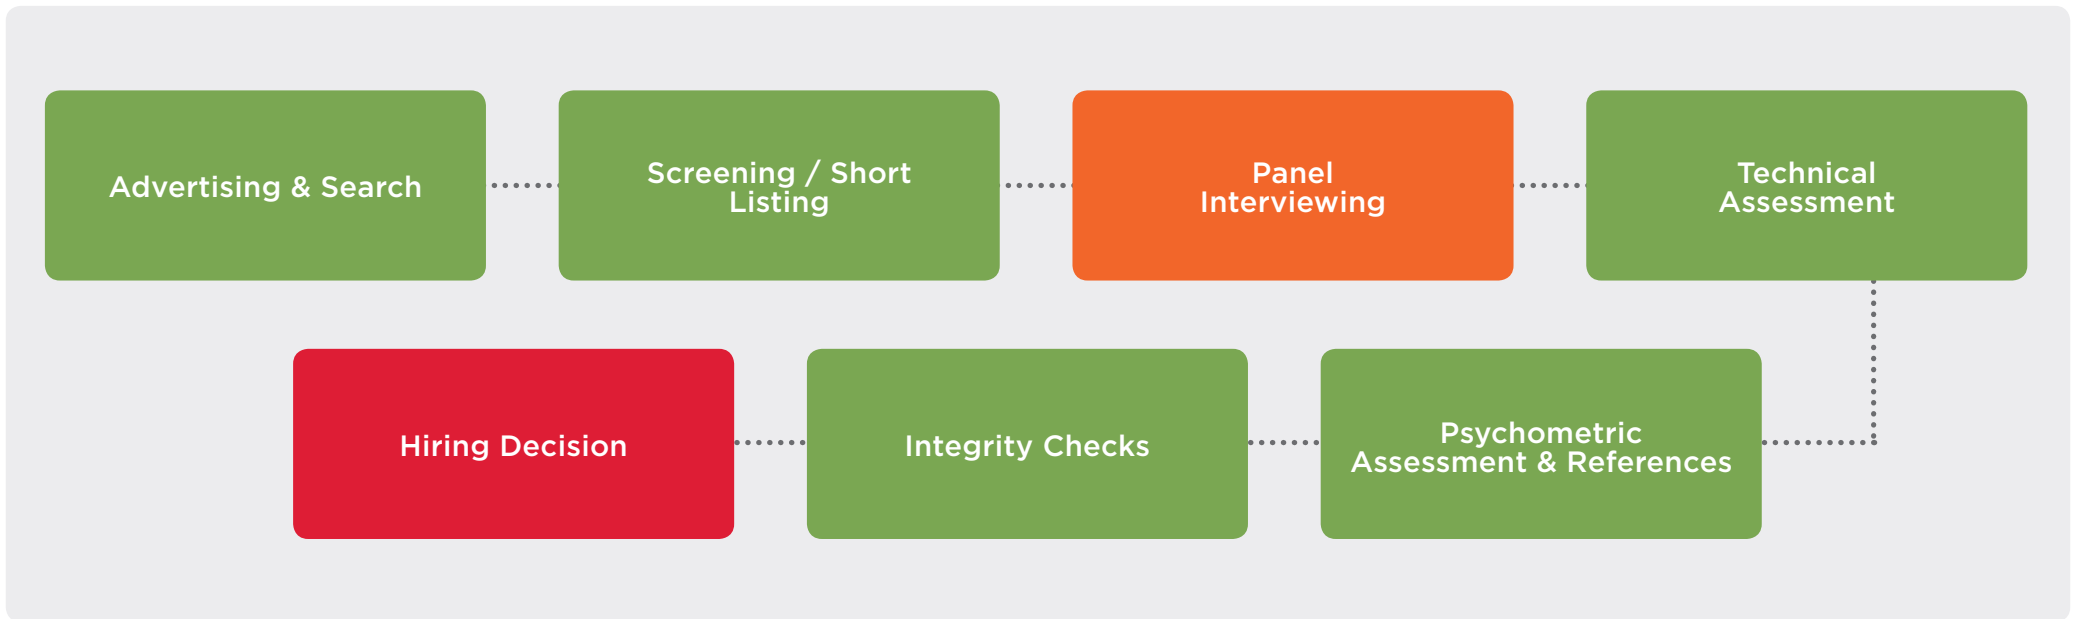 Advertising & Search
Screening / Short
Listing
Panel
Interviewing
Technical
Assessment
Hiring Decision
Integrity Checks
Psychometric
Assessment & References